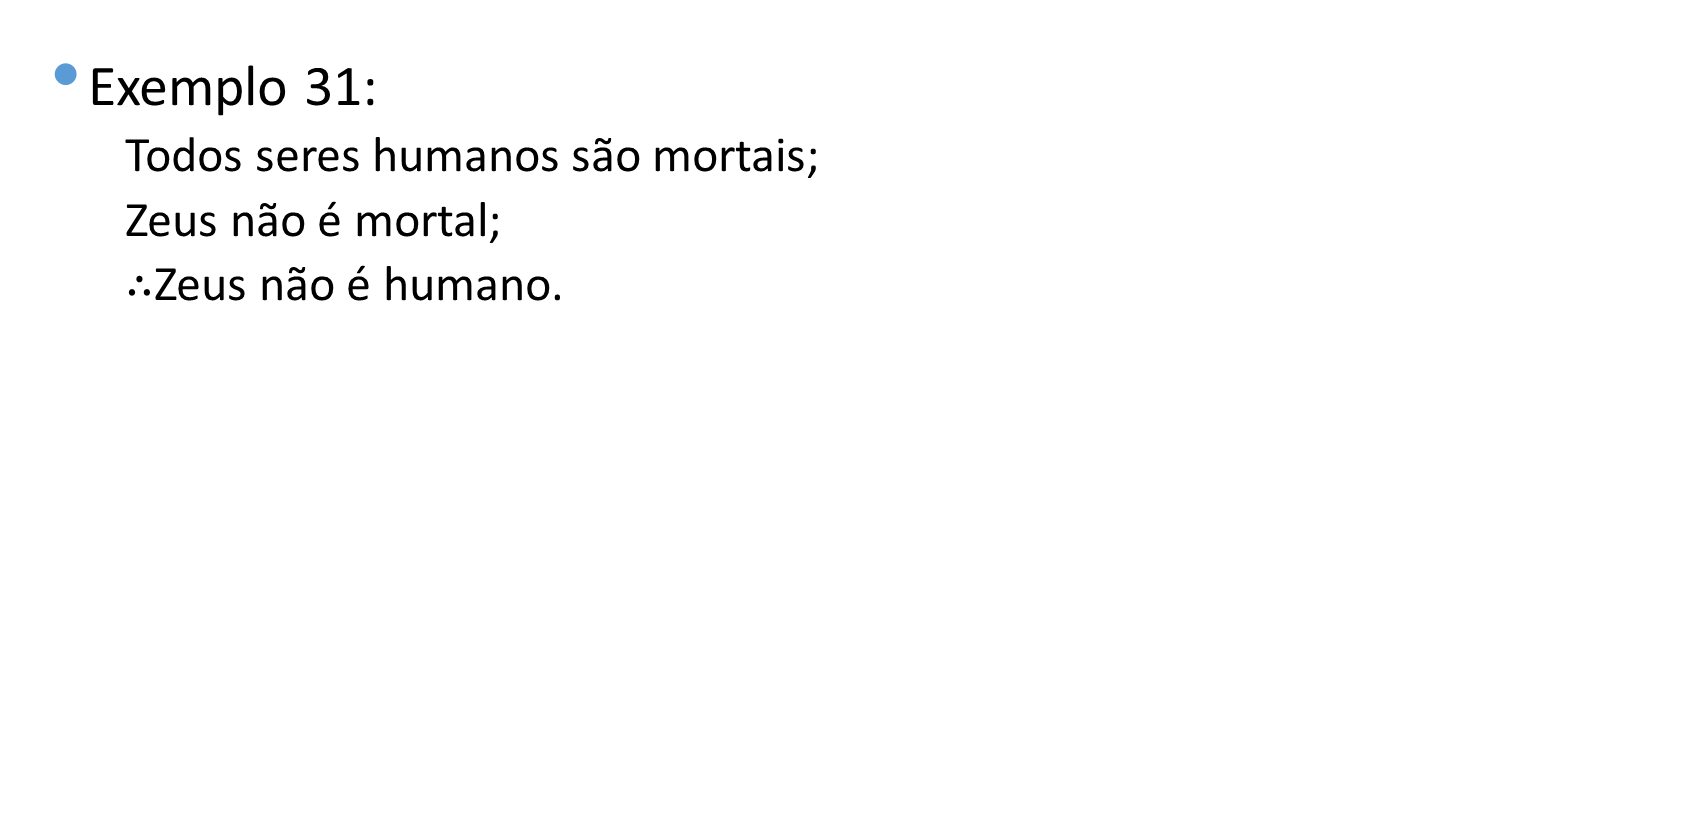 • Exemplo 31:
Todos seres humanos são mortais;
Zeus não é mortal;
∴Zeus não é humano.